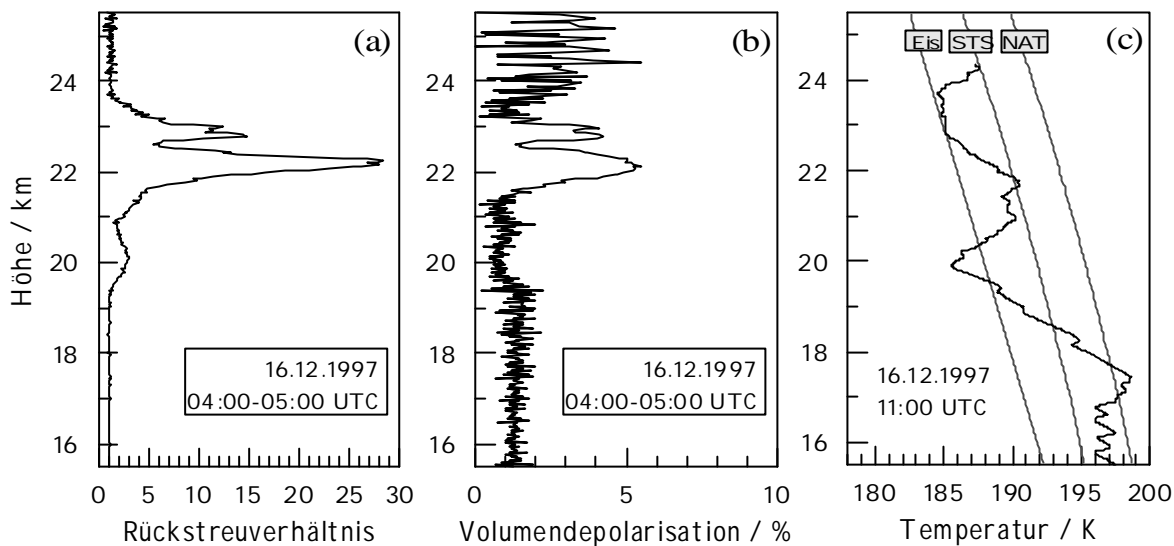 (a)
24
22
20
18
16
Höhe / km
16.12.1997
04:00-05:00 UTC
0 5 10 15 20 25 30
Rückstreuverhältnis
(b)
24
22
20
18
16
16.12.1997
04:00-05:00 UTC
0 5 10
Volumendepolarisation / %
Eis STS NAT (c)
24
22
20
18
16
16.12.1997
11:00 UTC
180 185 190 195 200
Temperatur / K